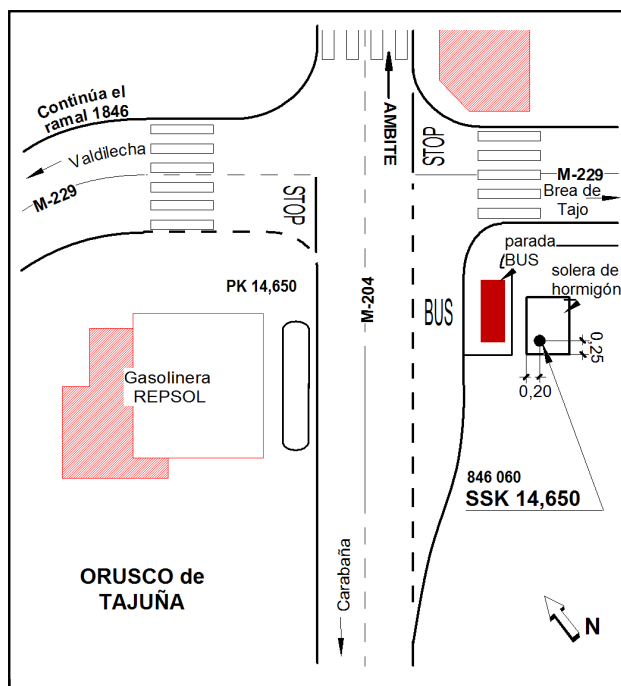 Continúa el
ramal 1846
Valdilecha
M-229
STOP
AMBITE
STOP
M-229
Brea de
Tajo
parada
BUS
solera de
hormigón
PK 14,650
M-204
BUS
0,25
0,20
Gasolinera
REPSOL
846 060
SSK 14,650
ORUSCO de
TAJUÑA
Carabaña
N